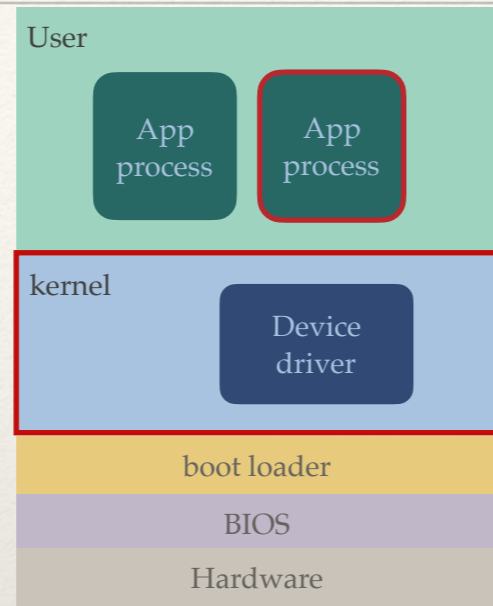 User
App
process
App
process
kernel
Device
driver
boot loader
BIOS
Hardware